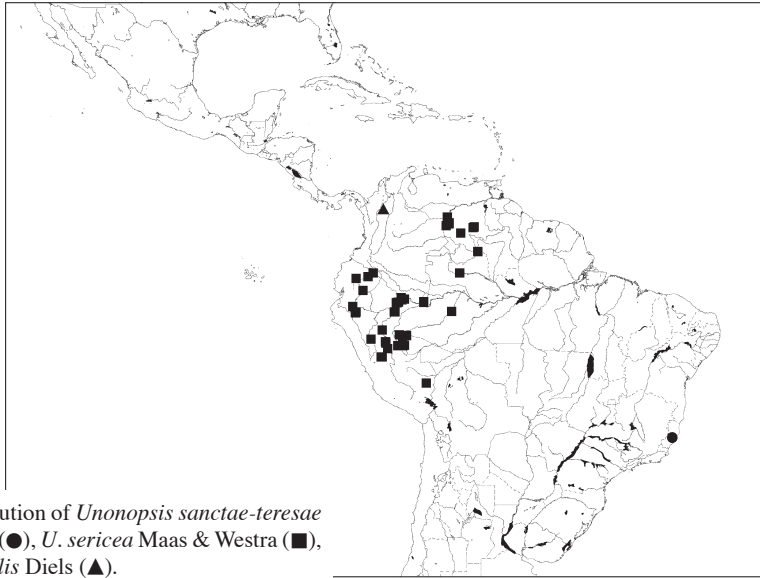 ution of Unonopsis sanctae-teresae
(●), U. sericea Maas & Westra (■),
lis Diels (▲).